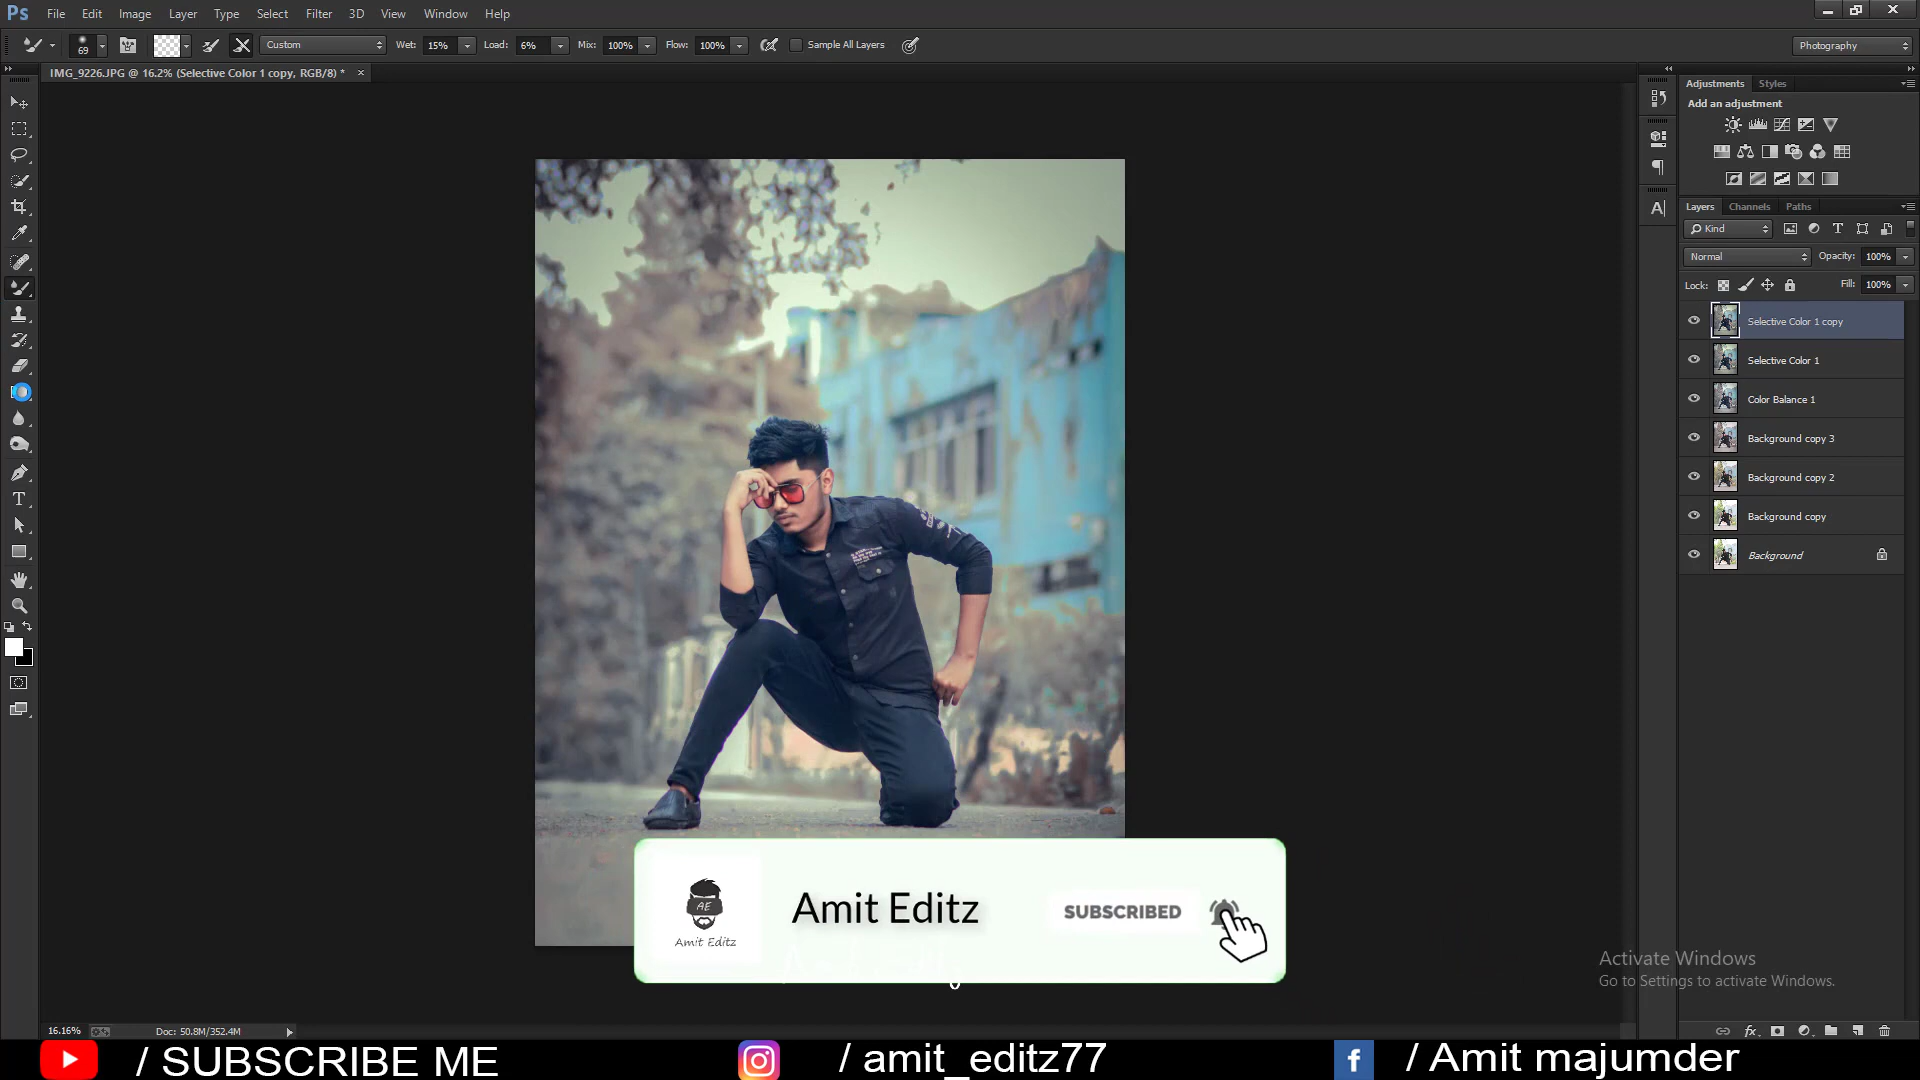 Ps File Edit Image Layer Type Select Filter 3D View Window Help
69 Custom Wet: 15% Load: 6% Mix: 100% Flow: 100% Sample All Layers Photography
IMG_9226.JPG @ 16.2% (Selective Color 1 copy, RGB/8) * ×
Adjustments Styles
Add an adjustment
Layers Channels Paths
Kind
Normal Opacity: 100%
Lock: Fill: 100%
Selective Color 1 copy
Selective Color 1
Color Balance 1
Background copy 3
Background copy 2
Background copy
Background
AE
Amit Editz
Amit Editz
SUBSCRIBED
Activate Windows
Go to Settings to activate Windows.
16.16% Doc: 50.8M/352.4M
/ SUBSCRIBE ME
/ amit_editz77
/ Amit majumder